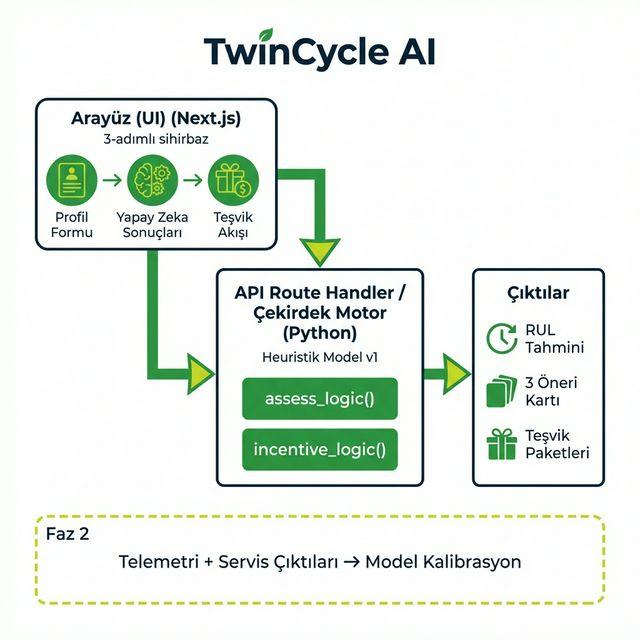 TwinCycle AI
Arayüz (UI) (Next.js)
3-adımlı sihirbaz
Profil
Formu
Yapay Zeka
Sonuçları
Teşvik
Akışı
API Route Handler /
Çekirdek Motor
(Python)
Heuristik Model v1
assess_logic()
incentive_logic()
Çıktılar
RUL
Tahmini
3 Öneri
Kartı
Teşvik
Paketleri
Faz 2
Telemetri + Servis Çıktıları → Model Kalibrasyon